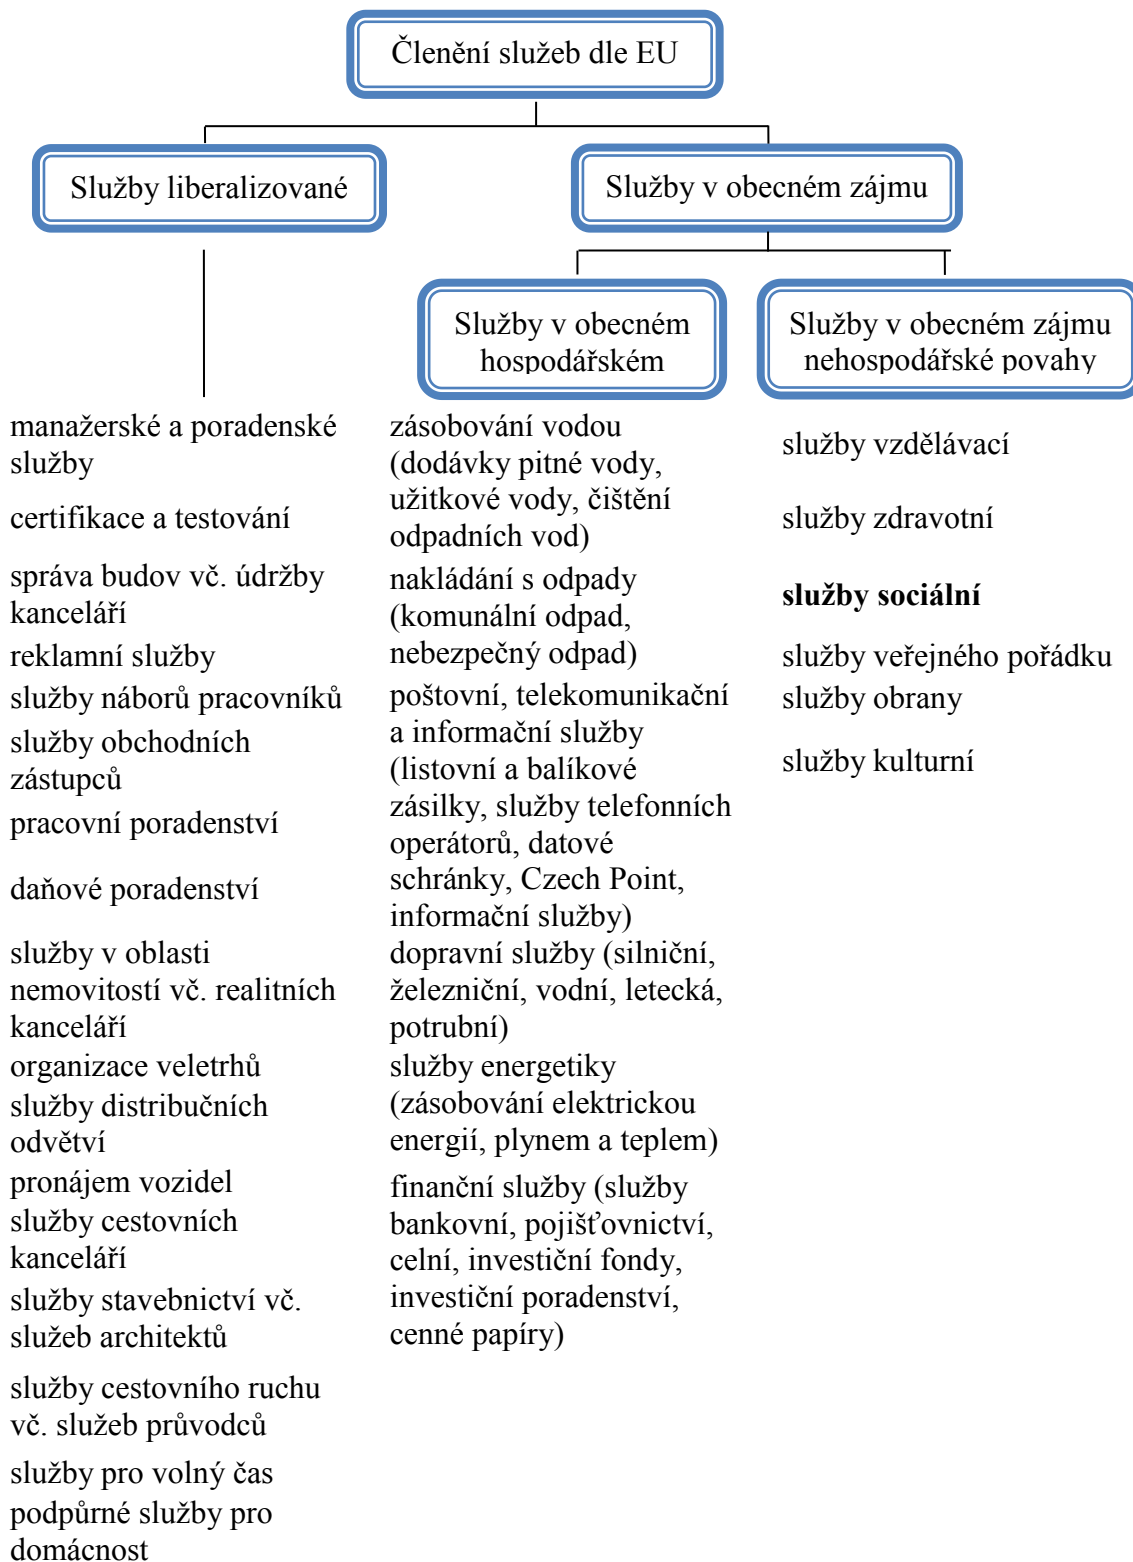 Členění služeb dle EU
Služby liberalizované
Služby v obecném zájmu
Služby v obecném
hospodářském
Služby v obecném zájmu
nehospodářské povahy
manažerské a poradenské
služby
certifikace a testování
správa budov vč. údržby
kanceláří
reklamní služby
služby náborů pracovníků
služby obchodních
zástupců
pracovní poradenství
daňové poradenství
služby v oblasti
nemovitostí vč. realitních
kanceláří
organizace veletrhů
služby distribučních
odvětví
pronájem vozidel
služby cestovních
kanceláří
služby stavebnictví vč.
služeb architektů
služby cestovního ruchu
vč. služeb průvodců
služby pro volný čas
podpůrné služby pro
domácnost
zásobování vodou
(dodávky pitné vody,
užitkové vody, čištění
odpadních vod)
nakládání s odpady
(komunální odpad,
nebezpečný odpad)
poštovní, telekomunikační
a informační služby
(listovní a balíkové
zásilky, služby telefonních
operátorů, datové
schránky, Czech Point,
informační služby)
dopravní služby (silniční,
železniční, vodní, letecká,
potrubní)
služby energetiky
(zásobování elektrickou
energií, plynem a teplem)
finanční služby (služby
bankovní, pojišťovnictví,
celní, investiční fondy,
investiční poradenství,
cenné papíry)
služby vzdělávací
služby zdravotní
služby sociální
služby veřejného pořádku
služby obrany
služby kulturní